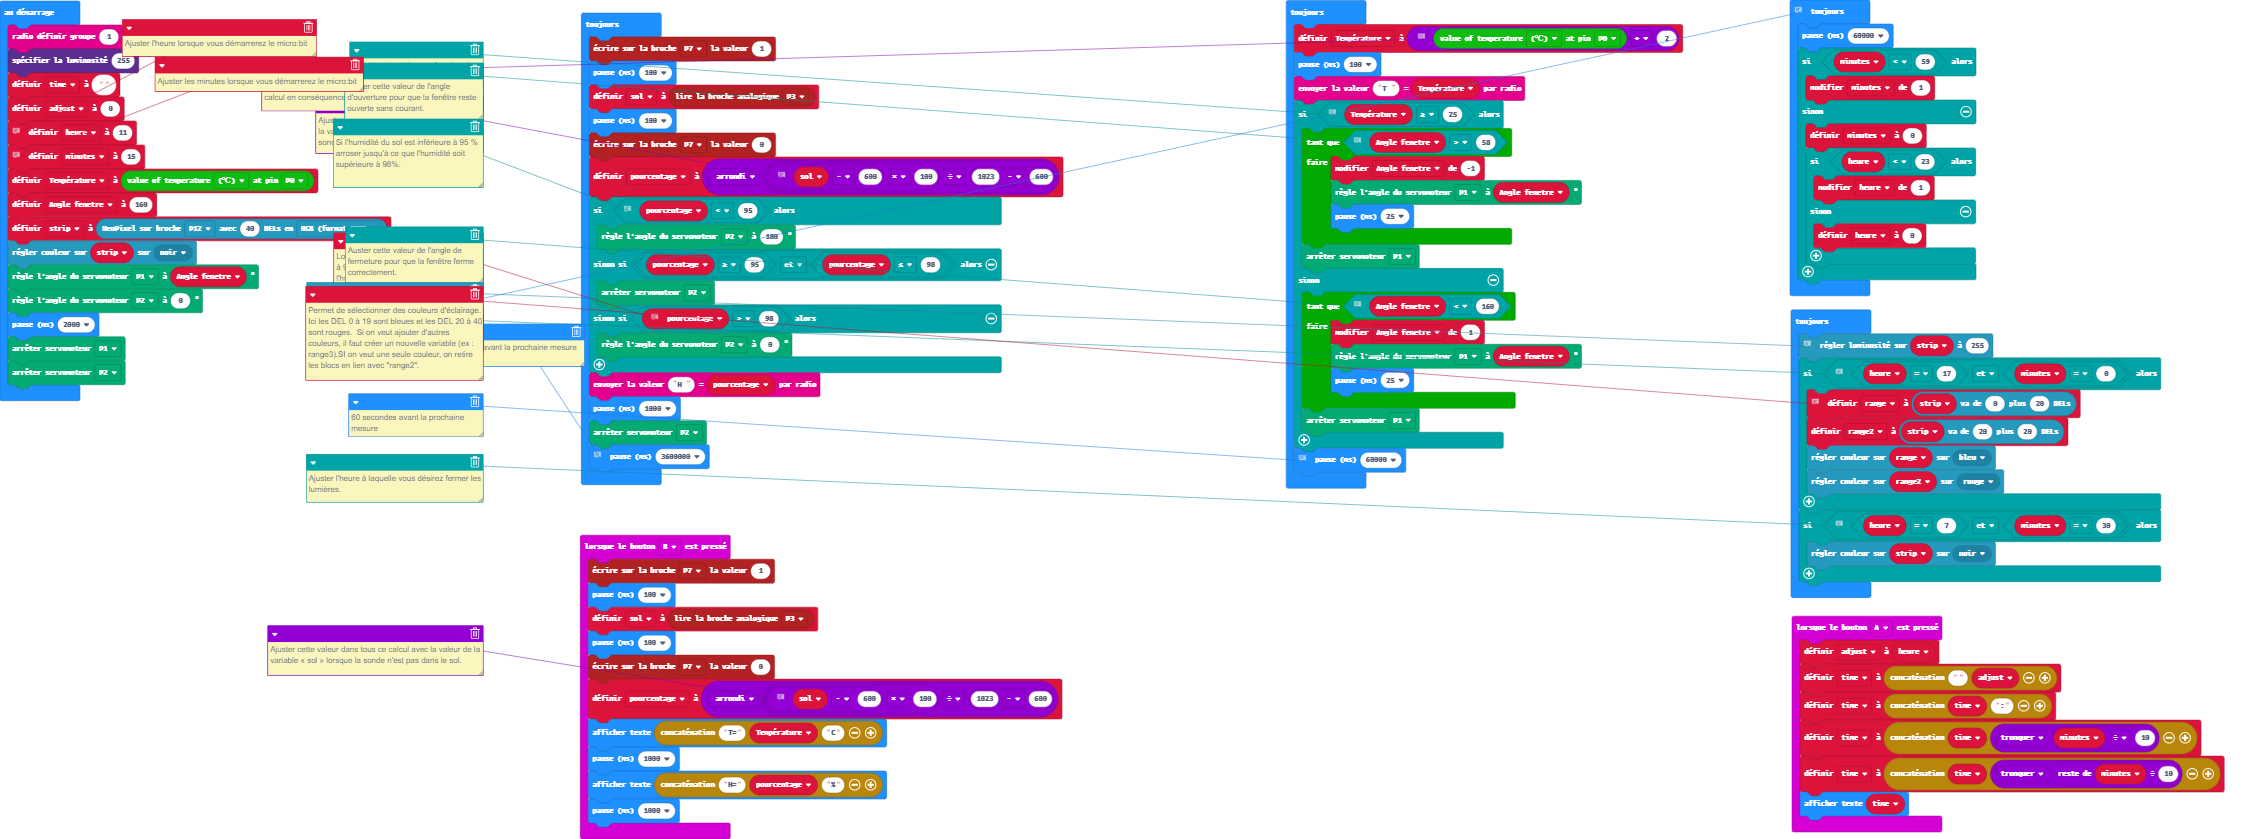 au démarrage
radio définir groupe 1
spécifier la luminosité 255
définir time à " "
définir adjust à 0
définir heure à 11
définir minutes à 15
définir Température à value of temperature (°C) at pin P0
définir Angle fenetre à 160
définir strip à NeoPixel sur broche P12 avec 40 DELs en RGB (format
régler couleur sur strip sur noir
règle l'angle du servomoteur P1 à Angle fenetre °
règle l'angle du servomoteur P2 à 0 °
pause (ms) 2000
arrêter servomoteur P1
arrêter servomoteur P2
Ajuster l'heure lorsque vous démarrez le micro:bit
Ajuster les minutes lorsque vous démarrerez le micro:bit
calcul en conséquence
er cette valeur de l'angle
d'ouverture pour que la fenêtre reste
ouverte sans courant.
Ajus
la va
sond
Si l'humidité du sol est inférieure à 95 %
arroser jusqu'à ce que l'humidité soit
supérieure à 98%.
Auster cette valeur de l'angle de
fermeture pour que la fenêtre ferme
correctement.
Lo
à 9
l'h
Permet de sélectionner des couleurs d'éclairage.
Ici les DEL 0 à 19 sont bleues et les DEL 20 à 40
sont rouges. Si on veut ajouter d'autres
couleurs, il faut créer un nouvelle variable (ex :
range3).SI on veut une seule couleur, on retire
les blocs en lien avec "range2".
avant la prochaine mesure
60 secondes avant la prochaine
mesure
Ajuster l'heure à laquelle vous désirez fermer les
lumières.
Ajuster cette valeur dans tous ce calcul avec la valeur de la
variable « sol » lorsque la sonde n'est pas dans le sol.
toujours
écrire sur la broche P7 la valeur 1
pause (ms) 100
définir sol à lire la broche analogique P3
pause (ms) 100
écrire sur la broche P7 la valeur 0
définir pourcentage à arrondi sol - 600 × 100 ÷ 1023 - 600
si pourcentage < 95 alors
règle l'angle du servomoteur P2 à 180 °
sinon si pourcentage ≥ 95 et pourcentage ≤ 98 alors
arrêter servomoteur P2
sinon si pourcentage > 98 alors
règle l'angle du servomoteur P2 à 0 °
envoyer la valeur "H " = pourcentage par radio
pause (ms) 1000
arrêter servomoteur P2
pause (ms) 3600000
lorsque le bouton B est pressé
écrire sur la broche P7 la valeur 1
pause (ms) 100
définir sol à lire la broche analogique P3
pause (ms) 100
écrire sur la broche P7 la valeur 0
définir pourcentage à arrondi sol - 600 × 100 ÷ 1023 - 600
afficher texte concaténation "T=" Température "C"
pause (ms) 1000
afficher texte concaténation "H=" pourcentage "%"
pause (ms) 1000
toujours
définir Température à value of temperature (°C) at pin P0 - 2
pause (ms) 100
envoyer la valeur "T " = Température par radio
si Température ≥ 25 alors
tant que Angle fenetre > 58
faire
modifier Angle fenetre de -1
règle l'angle du servomoteur P1 à Angle fenetre °
pause (ms) 25
arrêter servomoteur P1
sinon
tant que Angle fenetre < 160
faire
modifier Angle fenetre de 1
règle l'angle du servomoteur P1 à Angle fenetre °
pause (ms) 25
arrêter servomoteur P1
pause (ms) 60000
toujours
pause (ms) 60000
si minutes < 59 alors
modifier minutes de 1
sinon
définir minutes à 0
si heure < 23 alors
modifier heure de 1
sinon
définir heure à 0
toujours
régler luminosité sur strip à 255
si heure = 17 et minutes = 0 alors
définir range à strip va de 0 plus 20 DELs
définir range2 à strip va de 20 plus 20 DELs
régler couleur sur range sur bleu
régler couleur sur range2 sur rouge
si heure = 7 et minutes = 30 alors
régler couleur sur strip sur noir
lorsque le bouton A est pressé
définir adjust à heure
définir time à concaténation "" adjust
définir time à concaténation time ":"
définir time à concaténation time tronquer minutes ÷ 10
définir time à concaténation time tronquer reste de minutes ÷ 10
afficher texte time